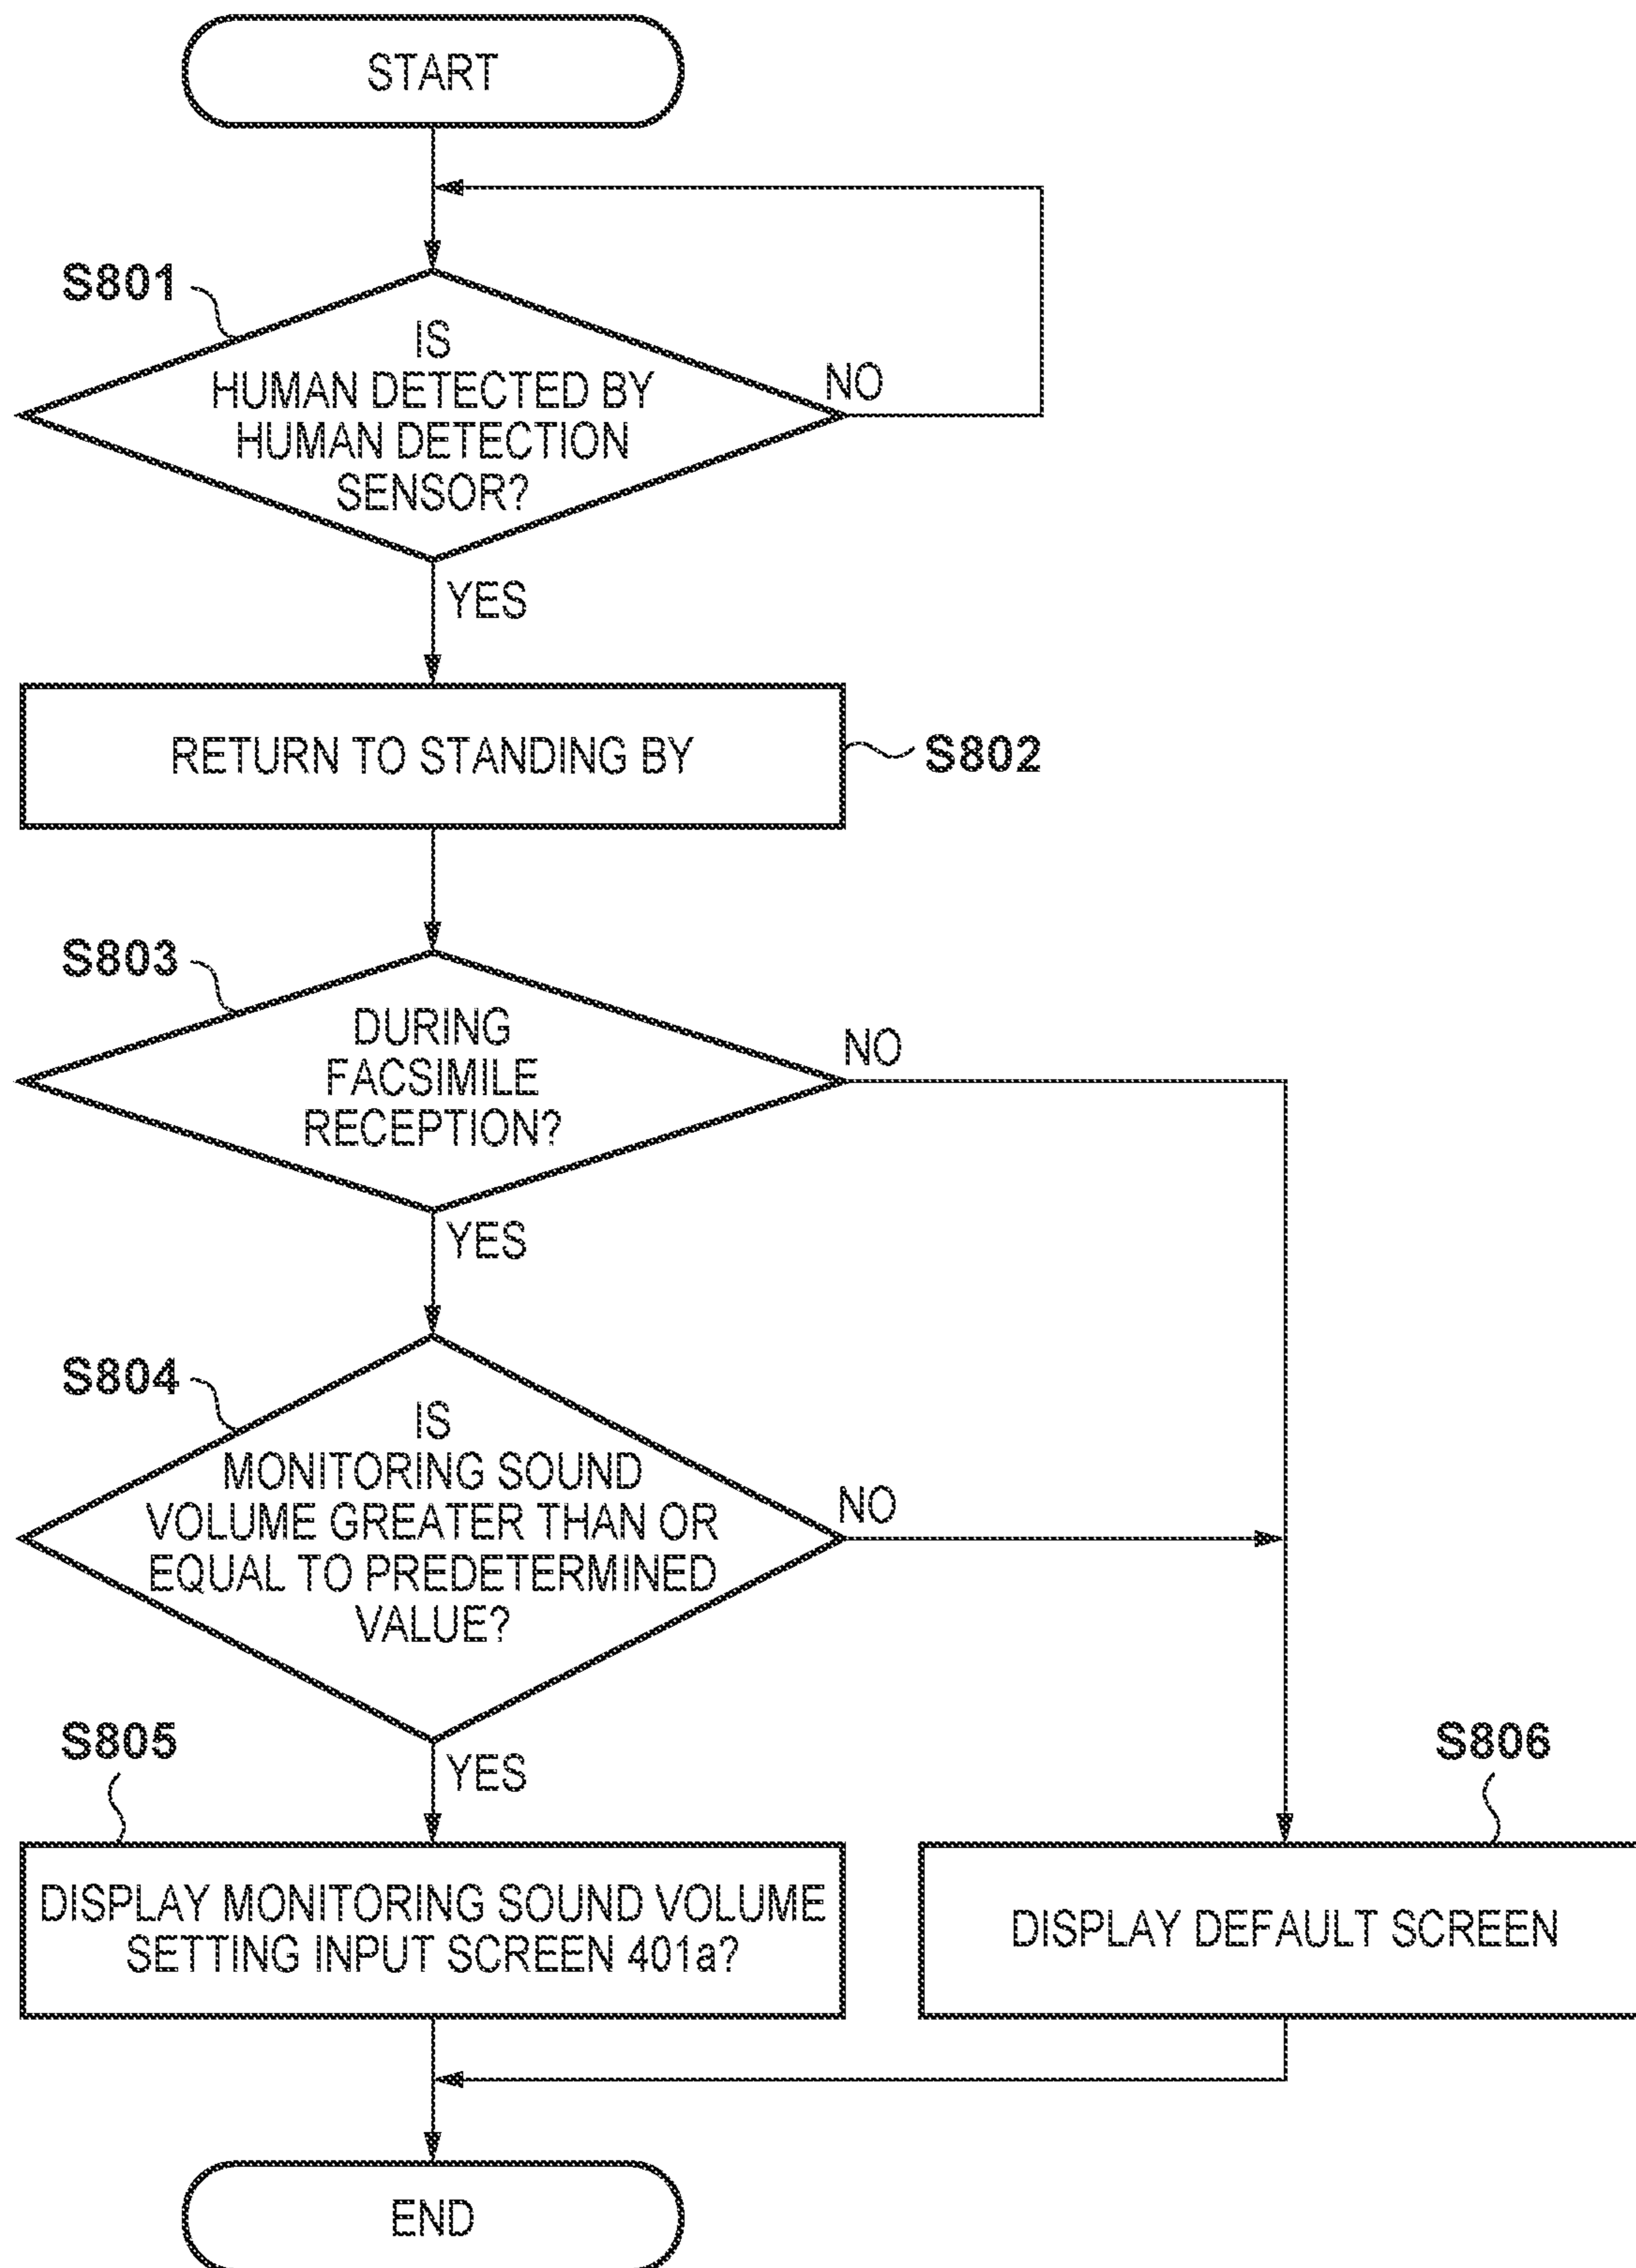 START
S801
IS
HUMAN DETECTED BY
HUMAN DETECTION
SENSOR?
NO
YES
RETURN TO STANDING BY
S802
S803
DURING
FACSIMILE
RECEPTION?
NO
YES
S804
IS
MONITORING SOUND
VOLUME GREATER THAN OR
EQUAL TO PREDETERMINED
VALUE?
NO
YES
S805
DISPLAY MONITORING SOUND VOLUME
SETTING INPUT SCREEN 401a?
S806
DISPLAY DEFAULT SCREEN
END